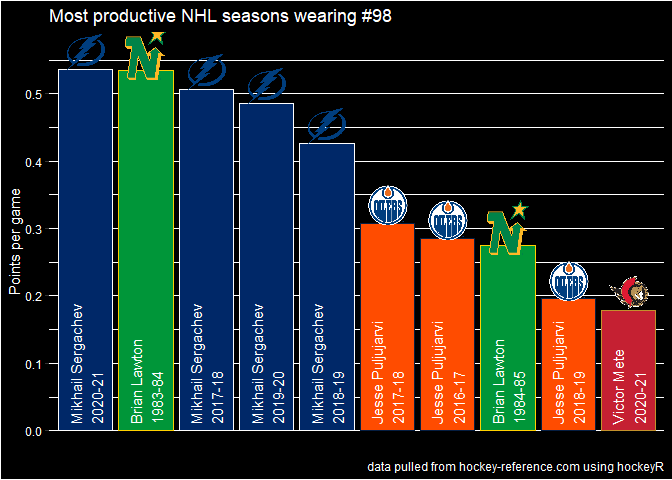 Most productive NHL seasons wearing #98
Points per game
0.5
0.4
0.3
0.2
0.1
0.0
Mikhail Sergachev
2020-21
Brian Lawton
1983-84
Mikhail Sergachev
2017-18
Mikhail Sergachev
2019-20
Mikhail Sergachev
2018-19
Jesse Puljujarvi
2017-18
Jesse Puljujarvi
2016-17
Brian Lawton
1984-85
Jesse Puljujarvi
2018-19
Victor Mete
2020-21
OILERS
OILERS
N
N
OILERS
data pulled from hockey-reference.com using hockeyR